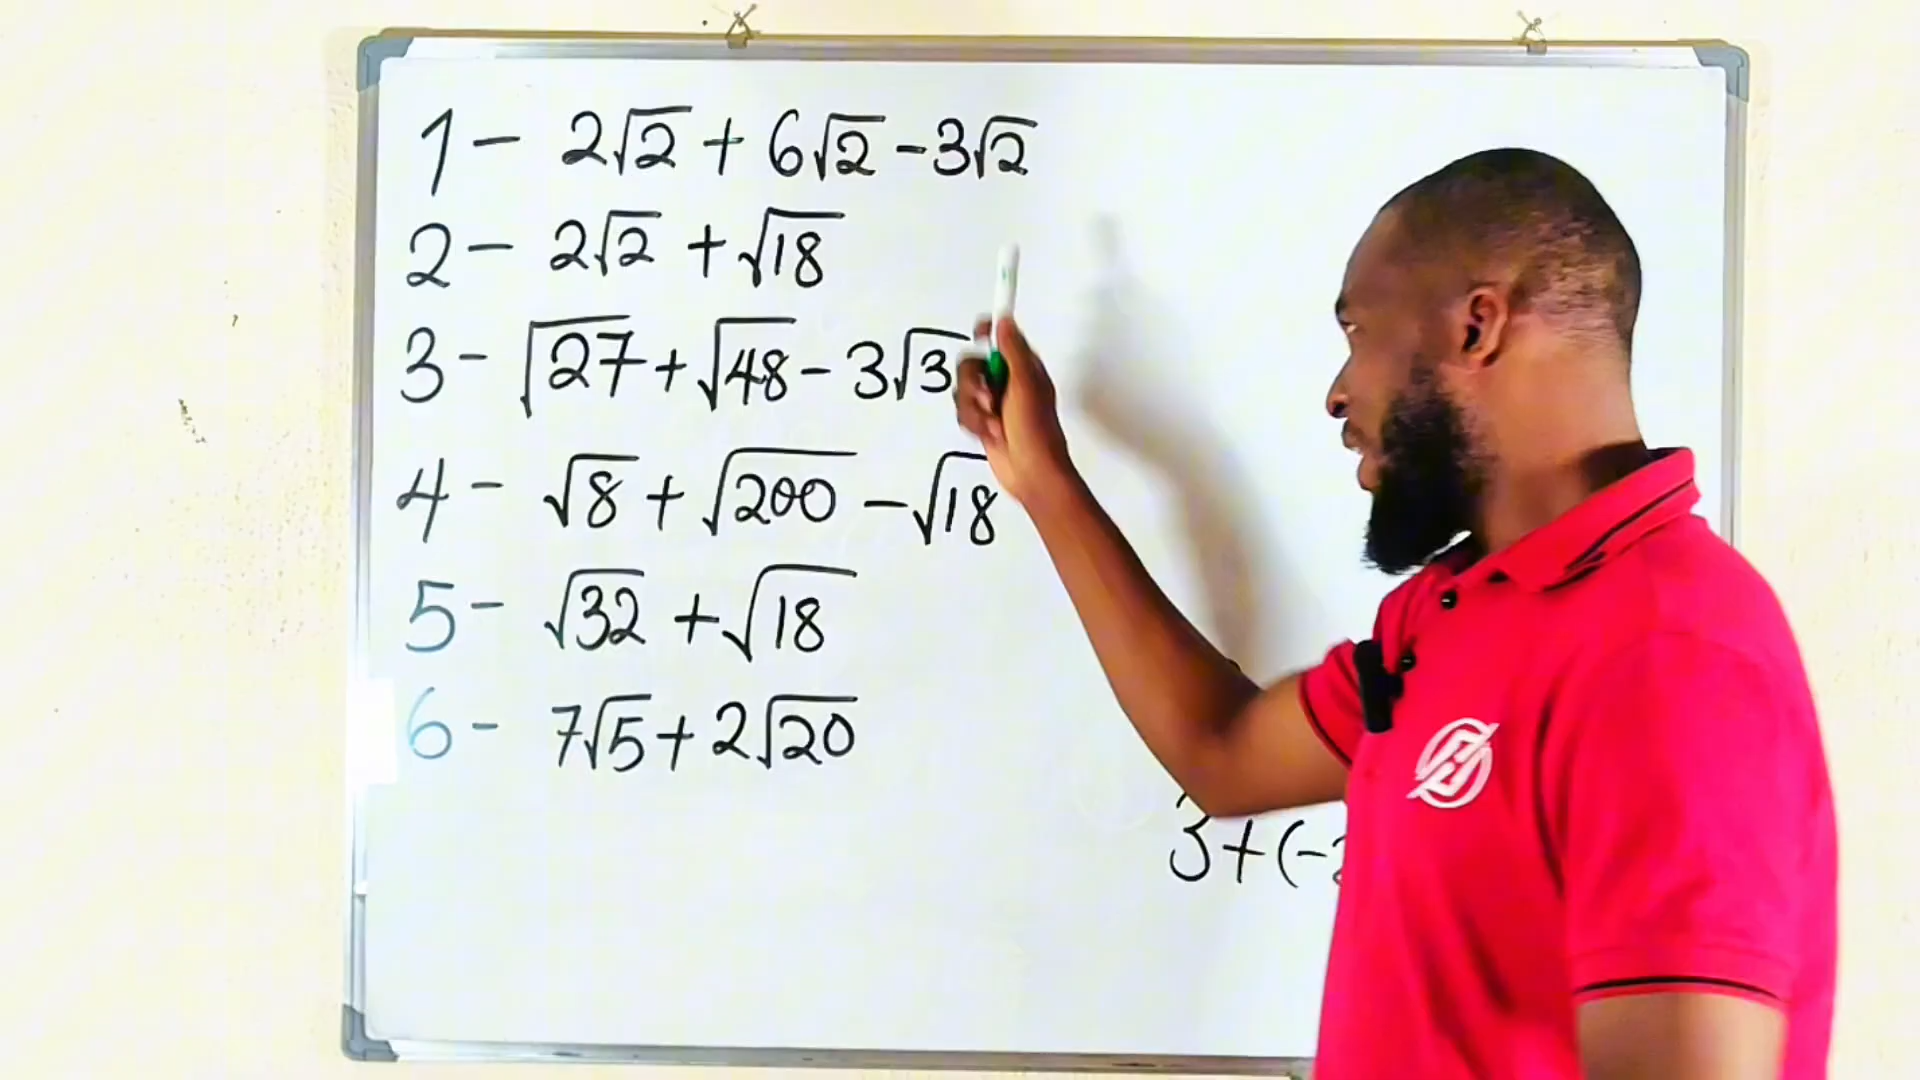 1 - 2√2 + 6√2 - 3√2
2 - 2√2 + √18
3 - √27 + √48 - 3√3
4 - √8 + √200 - √18
5 - √32 + √18
6 - 7√5 + 2√20
3+(-